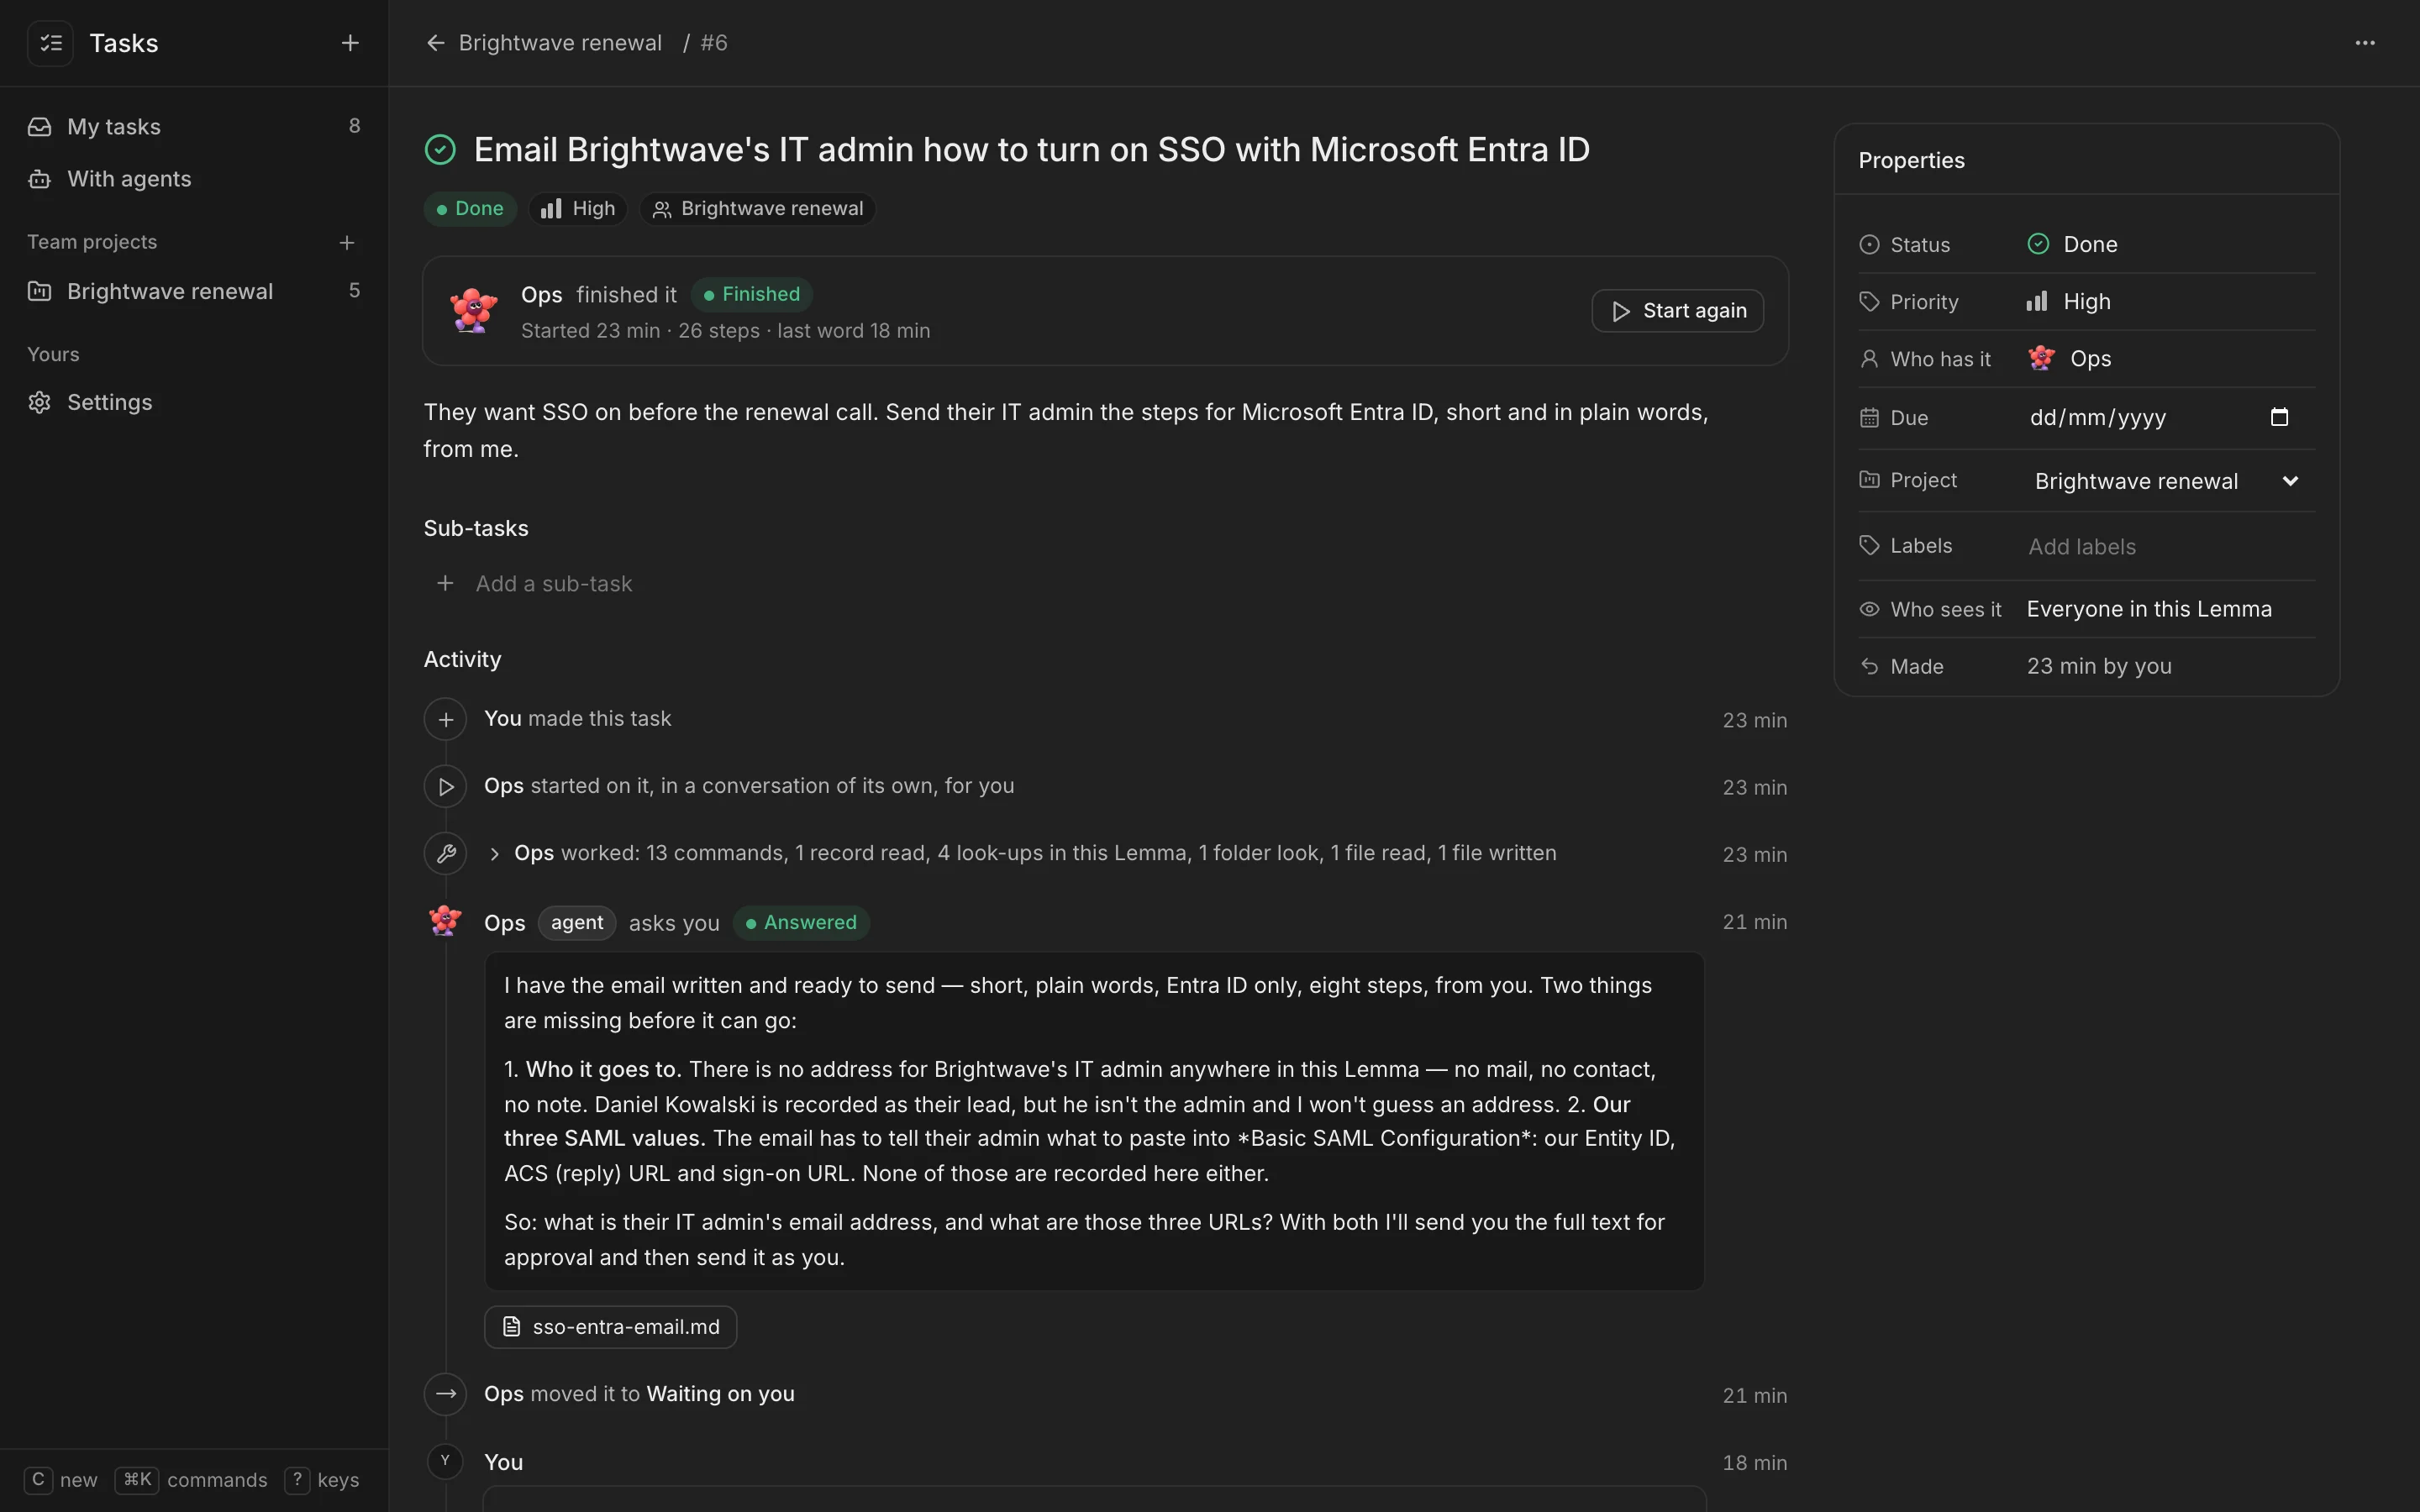 Tasks
My tasks 8
With agents
Team projects
Brightwave renewal 5
Yours
Settings
C new ⌘K commands ? keys
Brightwave renewal / #6
Email Brightwave's IT admin how to turn on SSO with Microsoft Entra ID
Done High Brightwave renewal
Ops finished it Finished
Started 23 min · 26 steps · last word 18 min
Start again
They want SSO on before the renewal call. Send their IT admin the steps for Microsoft Entra ID, short and in plain words,
from me.
Sub-tasks
Add a sub-task
Activity
You made this task 23 min
Ops started on it, in a conversation of its own, for you 23 min
Ops worked: 13 commands, 1 record read, 4 look-ups in this Lemma, 1 folder look, 1 file read, 1 file written 23 min
Ops agent asks you Answered 21 min
I have the email written and ready to send — short, plain words, Entra ID only, eight steps, from you. Two things
are missing before it can go:
1. Who it goes to. There is no address for Brightwave's IT admin anywhere in this Lemma — no mail, no contact,
no note. Daniel Kowalski is recorded as their lead, but he isn't the admin and I won't guess an address. 2. Our
three SAML values. The email has to tell their admin what to paste into *Basic SAML Configuration*: our Entity ID,
ACS (reply) URL and sign-on URL. None of those are recorded here either.
So: what is their IT admin's email address, and what are those three URLs? With both I'll send you the full text for
approval and then send it as you.
sso-entra-email.md
Ops moved it to Waiting on you 21 min
Y You 18 min
Properties
Status Done
Priority High
Who has it Ops
Due dd/mm/yyyy
Project Brightwave renewal
Labels Add labels
Who sees it Everyone in this Lemma
Made 23 min by you